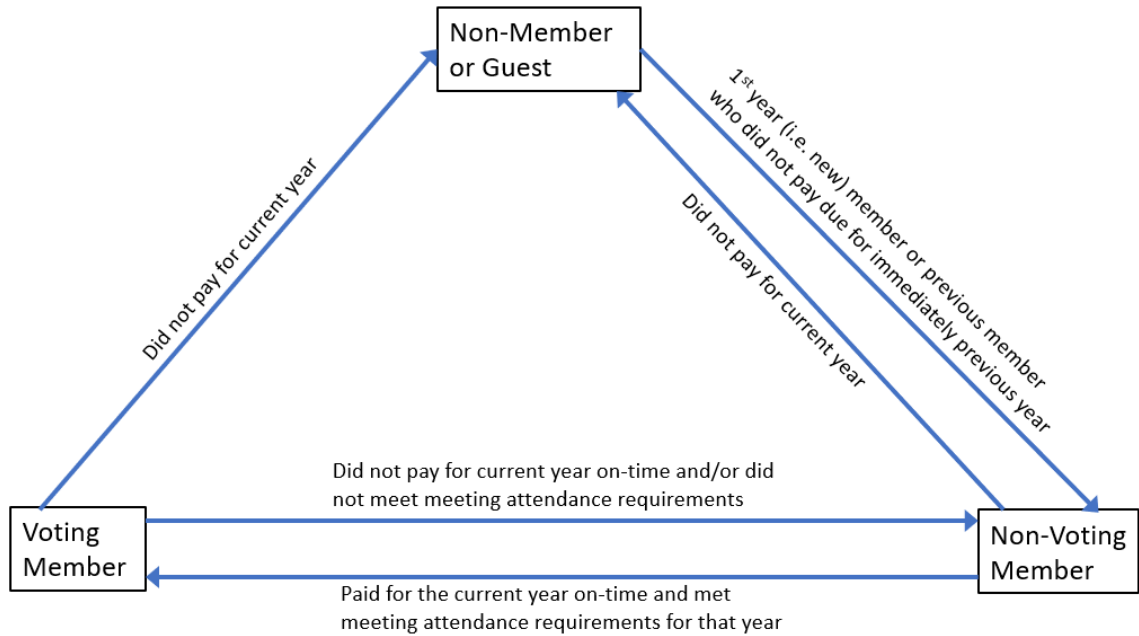 Non-Member
or Guest
1st year (i.e. new) member or previous member
who did not pay due for immediately previous year
Did not pay for current year
Did not pay for current year
Did not pay for current year on-time and/or did
not meet meeting attendance requirements
Voting
Member
Non-Voting
Member
Paid for the current year on-time and met
meeting attendance requirements for that year